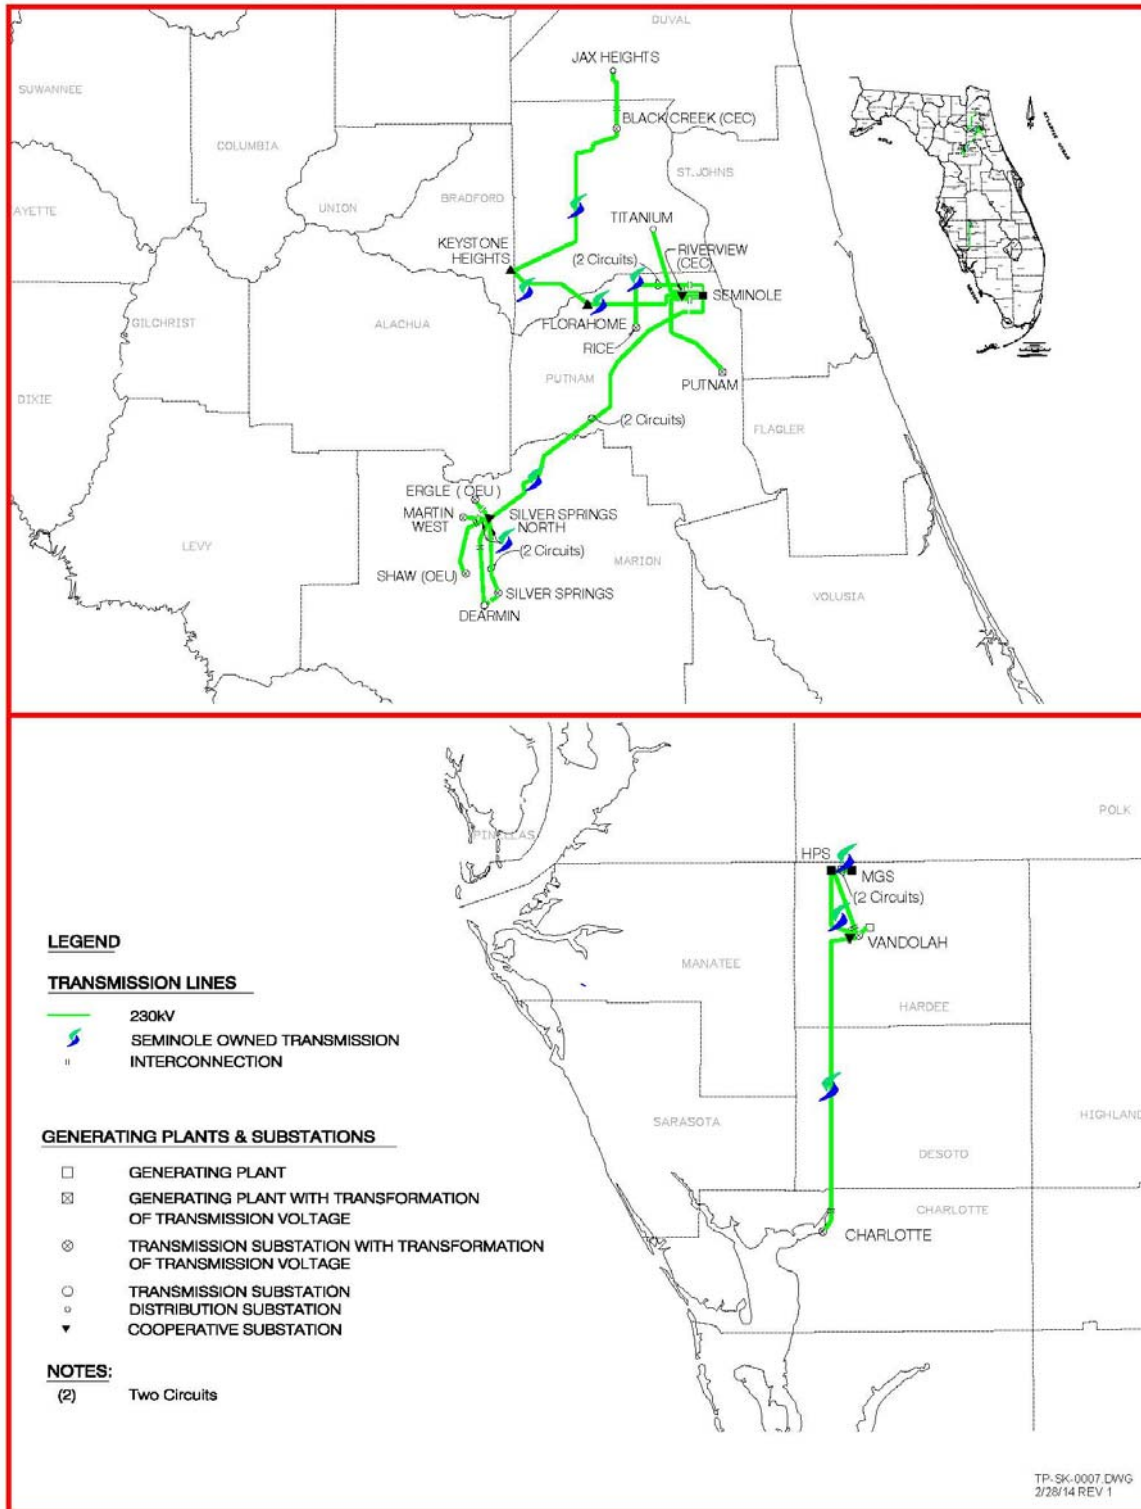 DUVAL
JAX HEIGHTS
SUWANNEE
BLACK CREEK (CEC)
COLUMBIA
ST.JOHNS
BRADFORD
UNION
AYETTE
TITANIUM
KEYSTONE
HEIGHTS
RIVERVIEW
(CEC)
(2 Circuits)
SEMINOLE
GILCHRIST
ALACHUA
FLORAHOME
RICE
PUTNAM
PUTNAM
DIXIE
(2 Circuits)
FLAGLER
ERGLE ( OEU )
MARTIN
WEST
SILVER SPRINGS
NORTH
LEVY
(2 Circuits)
MARION
SHAW (OEU)
SILVER SPRINGS
VOLUSIA
DEARMIN
POLK
PINELLAS
HPS
MGS
(2 Circuits)
VANDOLAH
MANATEE
HARDEE
SARASOTA
HIGHLAND
DESOTO
CHARLOTTE
CHARLOTTE
LEGEND
TRANSMISSION LINES
230kV
SEMINOLE OWNED TRANSMISSION
INTERCONNECTION
GENERATING PLANTS & SUBSTATIONS
GENERATING PLANT
GENERATING PLANT WITH TRANSFORMATION
OF TRANSMISSION VOLTAGE
TRANSMISSION SUBSTATION WITH TRANSFORMATION
OF TRANSMISSION VOLTAGE
TRANSMISSION SUBSTATION
DISTRIBUTION SUBSTATION
COOPERATIVE SUBSTATION
NOTES:
(2) Two Circuits
TP-SK-0007.DWG
2/28/14 REV 1